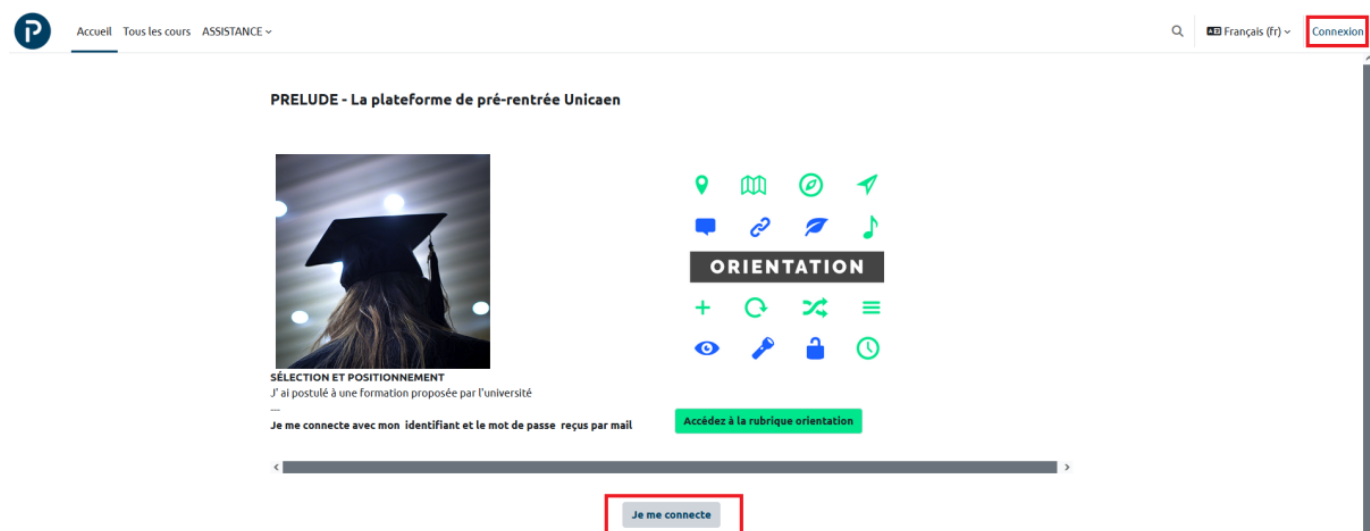 Accueil Tous les cours ASSISTANCE
Français (fr)
Connexion
PRELUDE - La plateforme de pré-rentrée Unicaen
ORIENTATION
SÉLECTION ET POSITIONNEMENT
J' ai postulé à une formation proposée par l'université
---
Je me connecte avec mon identifiant et le mot de passe reçus par mail
Accédez à la rubrique orientation
Je me connecte